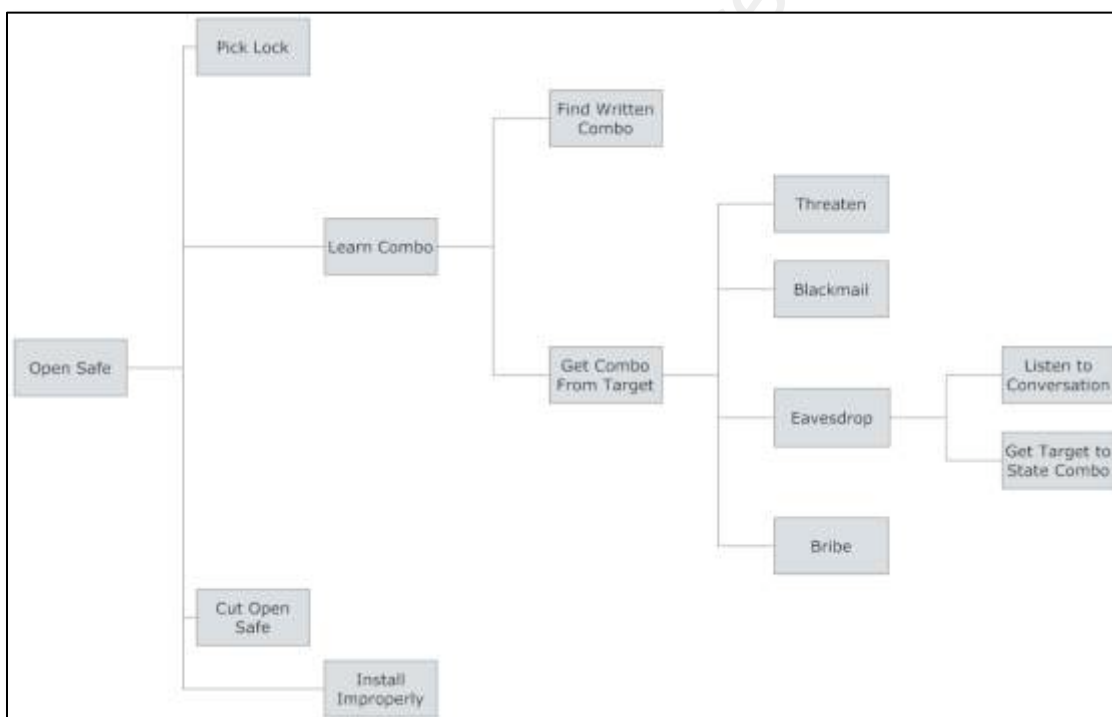 Pick Lock
Find Written
Combo
Threaten
Learn Combo
Blackmail
Open Safe
Get Combo
From Target
Listen to
Conversation
Eavesdrop
Get Target to
State Combo
Bribe
Cut Open
Safe
Install
Improperly